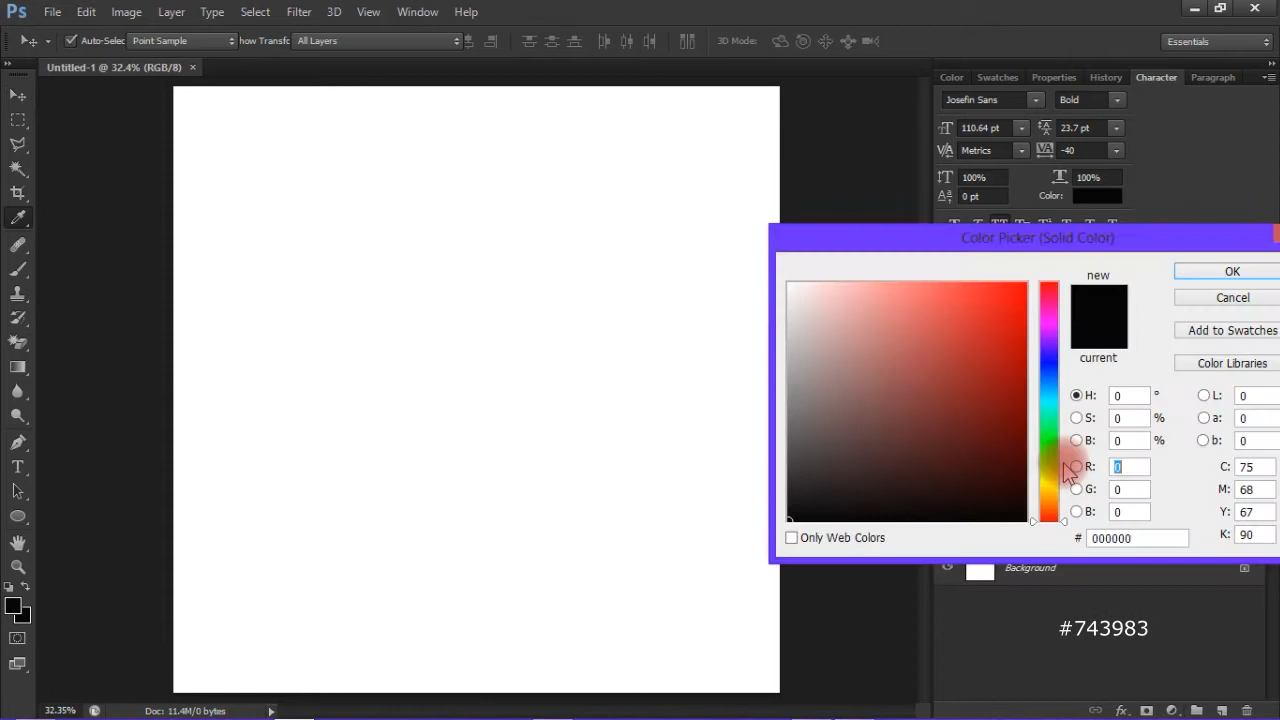 Ps File Edit Image Layer Type Select Filter 3D View Window Help
Auto-Selec Point Sample how Transfc All Layers 3D Mode: Essentials
Untitled-1 @ 32.4% (RGB/8) ×
Color Swatches Properties History Character Paragraph
Josefin Sans Bold
110.64 pt 23.7 pt
Metrics -40
100% 100%
0 pt Color:
Color Picker (Solid Color)
new
OK
Cancel
Add to Swatches
current
Color Libraries
H: 0 ° L: 0
S: 0 % a: 0
B: 0 % b: 0
R: 0 C: 75
G: 0 M: 68
B: 0 Y: 67
Only Web Colors # 000000 K: 90
Background
#743983
32.35% Doc: 11.4M/0 bytes